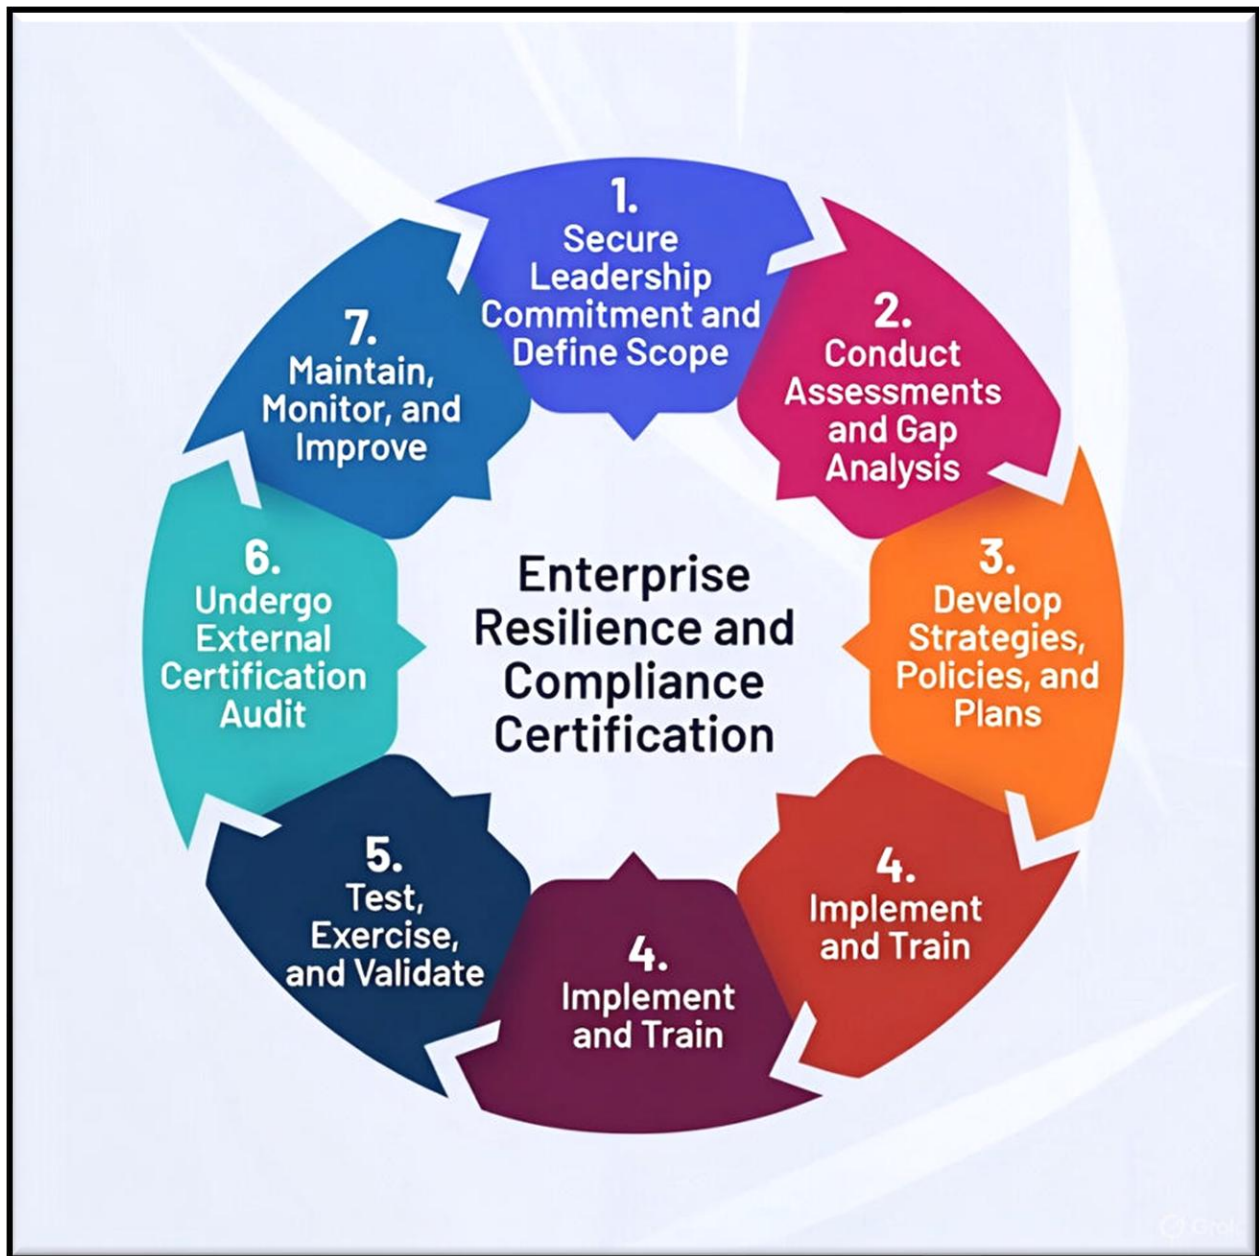 1.
Secure
Leadership
Commitment and
Define Scope
2.
Conduct
Assessments
and Gap
Analysis
3.
Develop
Strategies,
Policies, and
Plans
4.
Implement
and Train
4.
Implement
and Train
5.
Test,
Exercise,
and Validate
6.
Undergo
External
Certification
Audit
7.
Maintain,
Monitor, and
Improve
Enterprise
Resilience and
Compliance
Certification
Grok